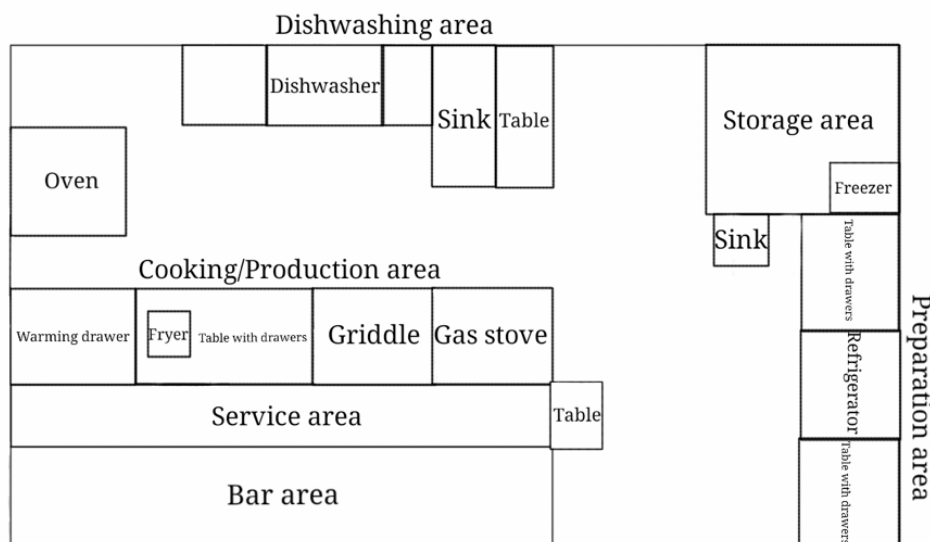 Dishwashing area
Dishwasher
Sink
Table
Storage area
Freezer
Oven
Sink
Table with drawers
Cooking/Production area
Warming drawer
Fryer
Table with drawers
Griddle
Gas stove
Refrigerator
Preparation area
Service area
Table
Table with drawers
Bar area